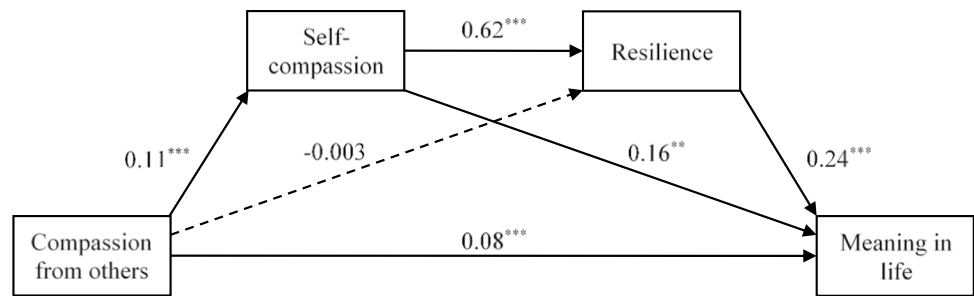 0.62***
Self-
compassion
Resilience
0.11***
-0.003
0.16**
0.24***
Compassion
from others
0.08***
Meaning in
life